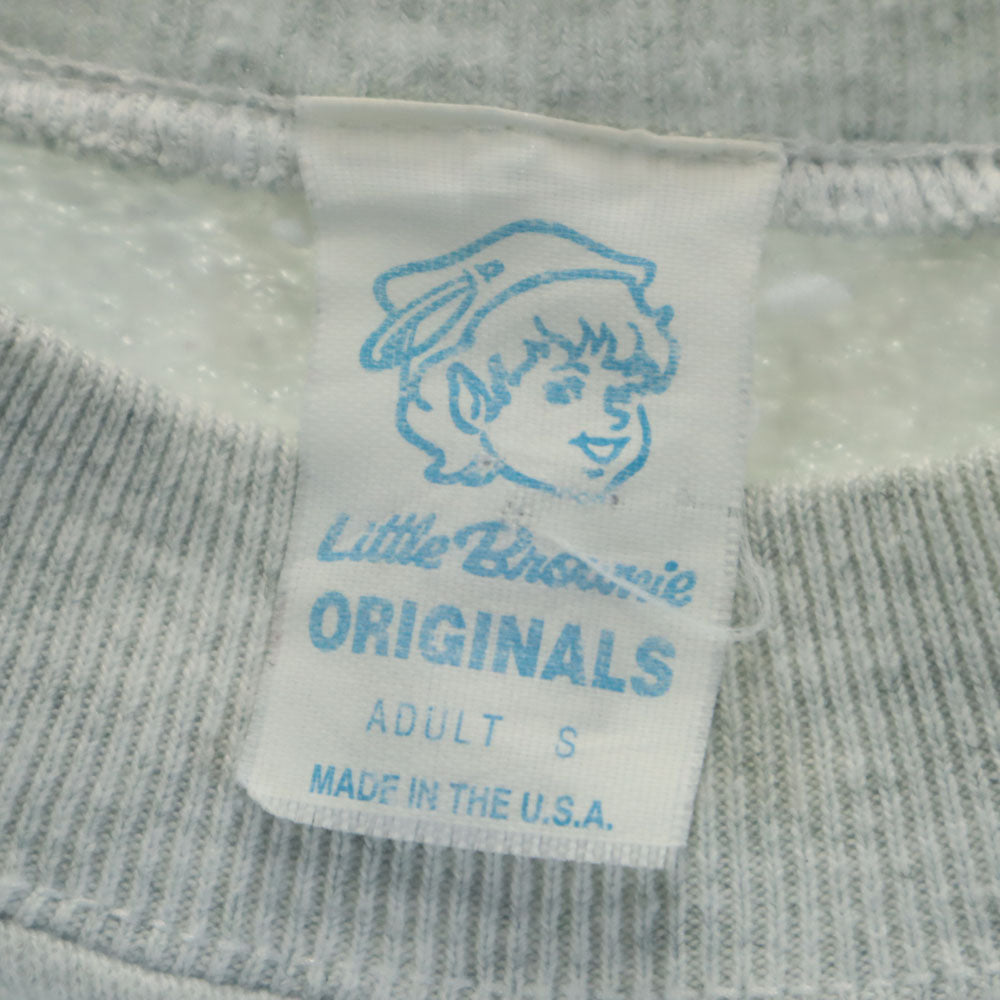 Little Brownie
ORIGINALS
ADULT S
MADE IN THE U.S.A.